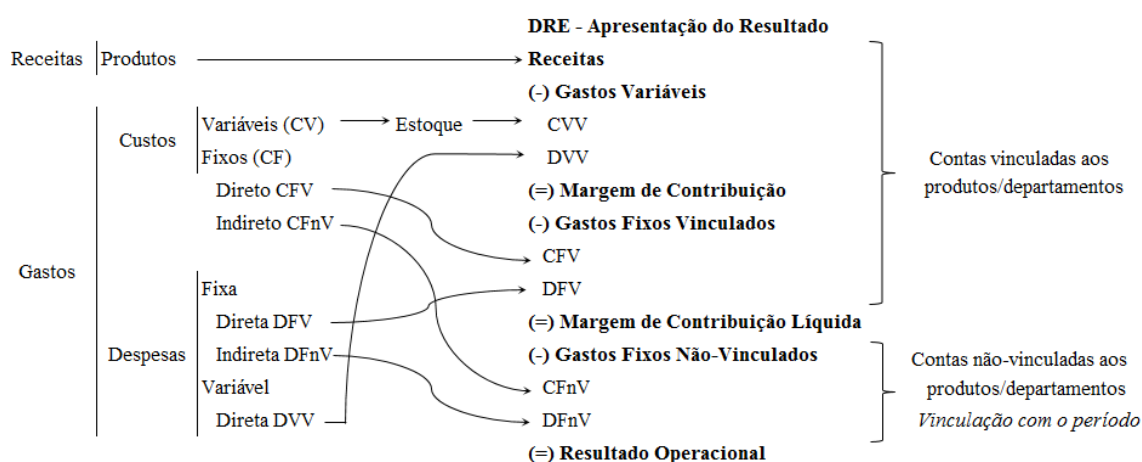 DRE - Apresentação do Resultado
Receitas Produtos Receitas
(-) Gastos Variáveis
Variáveis (CV) Estoque CVV
Custos
Fixos (CF) DVV
Direto CFV (=) Margem de Contribuição
Indireto CFnV (-) Gastos Fixos Vinculados
CFV
Gastos
Fixa DFV
Direta DFV (=) Margem de Contribuição Líquida
Despesas Indireta DFnV (-) Gastos Fixos Não-Vinculados
Variável CFnV
Direta DVV DFnV
(=) Resultado Operacional
Contas vinculadas aos
produtos/departamentos
Contas não-vinculadas aos
produtos/departamentos
Vinculação com o período